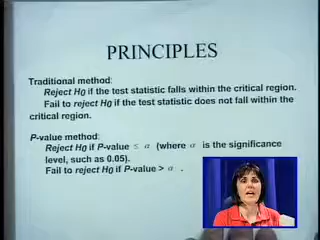 PRINCIPLES
Traditional method:
Reject H0 if the test statistic falls within the critical region.
Fail to reject H0 if the test statistic does not fall within the
critical region.
P-value method:
Reject H0 if P-value ≤ α (where α is the significance
level, such as 0.05).
Fail to reject H0 if P-value > α .